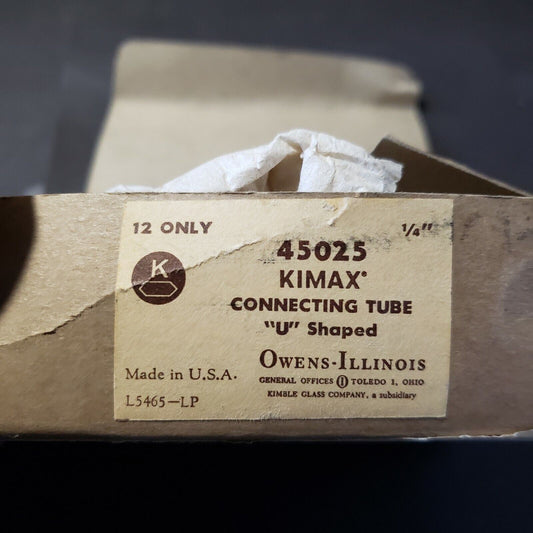 12 ONLY
1/4"
45025
K
KIMAX®
CONNECTING TUBE
"U" Shaped
OWENS-ILLINOIS
Made in U.S.A.
GENERAL OFFICES (I) TOLEDO 1, OHIO
L5465-LP
KIMBLE GLASS COMPANY, a subsidiary